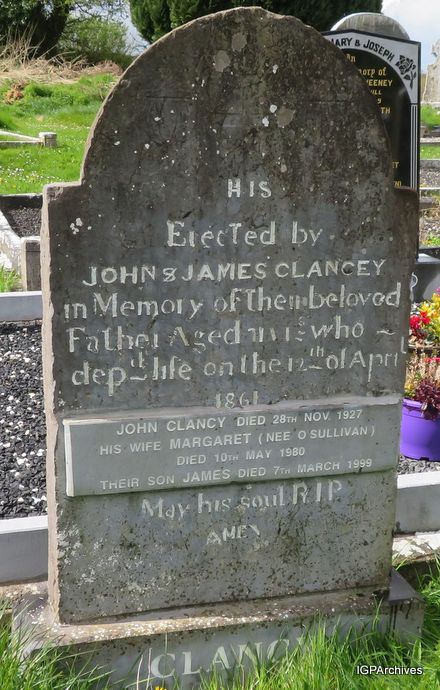 MARY & JOSEPH
IHS
Erected by
JOHN & JAMES CLANCEY
in Memory of Their beloved
Father Aged 71 Yrs who
depth life on the 12th of April
1861
JOHN CLANCY DIED 28TH NOV 1927
HIS WIFE MARGARET (NEE O'SULLIVAN)
DIED 10TH MAY 1980
THEIR SON JAMES DIED 7TH MARCH 1999
May his soul RIP
AMEN
CLANCY
IGPArchives